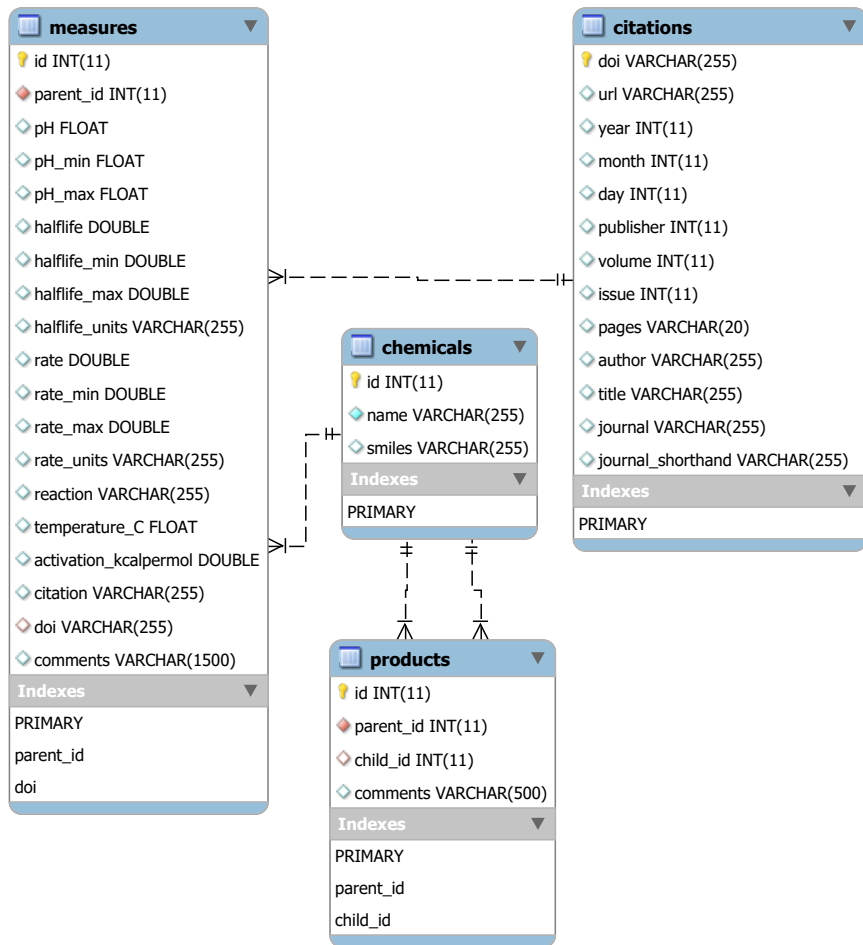 measures
id INT(11)
parent_id INT(11)
pH FLOAT
pH_min FLOAT
pH_max FLOAT
halflife DOUBLE
halflife_min DOUBLE
halflife_max DOUBLE
halflife_units VARCHAR(255)
rate DOUBLE
rate_min DOUBLE
rate_max DOUBLE
rate_units VARCHAR(255)
reaction VARCHAR(255)
temperature_C FLOAT
activation_kcalpermol DOUBLE
citation VARCHAR(255)
doi VARCHAR(255)
comments VARCHAR(1500)
Indexes
PRIMARY
parent_id
doi
citations
doi VARCHAR(255)
url VARCHAR(255)
year INT(11)
month INT(11)
day INT(11)
publisher INT(11)
volume INT(11)
issue INT(11)
pages VARCHAR(20)
author VARCHAR(255)
title VARCHAR(255)
journal VARCHAR(255)
journal_shorthand VARCHAR(255)
Indexes
PRIMARY
chemicals
id INT(11)
name VARCHAR(255)
smiles VARCHAR(255)
Indexes
PRIMARY
products
id INT(11)
parent_id INT(11)
child_id INT(11)
comments VARCHAR(500)
Indexes
PRIMARY
parent_id
child_id